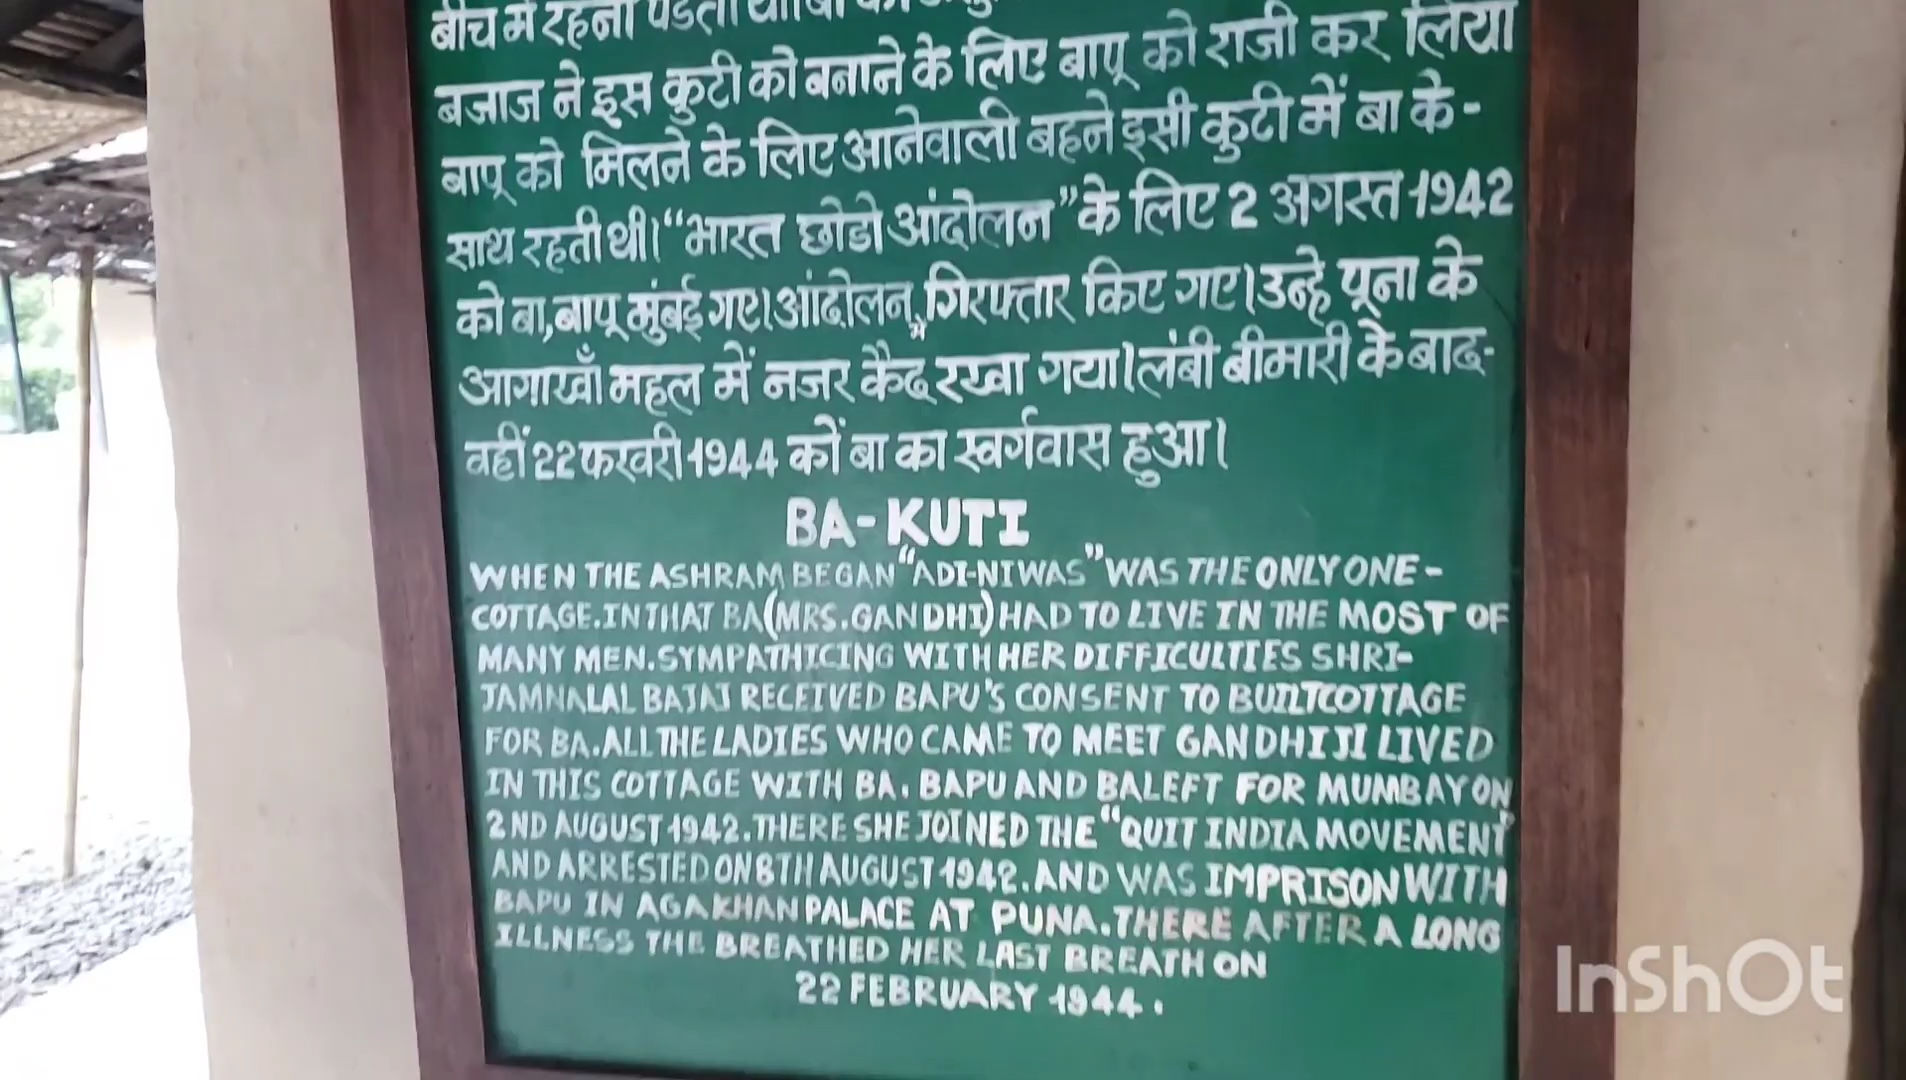 बीच में रहना पडता था।
बजाज ने इस कुटी को बनाने के लिए बापू को राजी कर लिया
बापू को मिलने के लिए आनेवाली बहने इसी कुटी में बा के-
साथ रहती थी। "भारत छोडो आंदोलन" के लिए 2 अगस्त 1942
को बा, बापू मुंबई गए। आंदोलन में गिरफ्तार किए गए। उन्हे पूना के
आगाखाँ महल में नजर कैद रखा गया। लंबी बीमारी के बाद-
वहीं 22 फरवरी 1944 कों बा का स्वर्गवास हुआ।
BA-KUTI
WHEN THE ASHRAM BEGAN "ADI-NIWAS" WAS THE ONLY ONE-
COTTAGE. IN THAT BA (MRS. GANDHI) HAD TO LIVE IN THE MOST OF
MANY MEN. SYMPATHICING WITH HER DIFFICULTIES SHRI-
JAMNALAL BAJAJ RECEIVED BAPU'S CONSENT TO BUILTCOTTAGE
FOR BA. ALL THE LADIES WHO CAME TO MEET GANDHIJI LIVED
IN THIS COTTAGE WITH BA. BAPU AND BA LEFT FOR MUMBAY ON
2ND AUGUST 1942. THERE SHE JOINED THE "QUIT INDIA MOVEMENT"
AND ARRESTED ON 8TH AUGUST 1942. AND WAS IMPRISON WITH
BAPU IN AGAKHAN PALACE AT PUNA. THERE AFTER A LONG
ILLNESS THE BREATHED HER LAST BREATH ON
22 FEBRUARY 1944.
InShOt